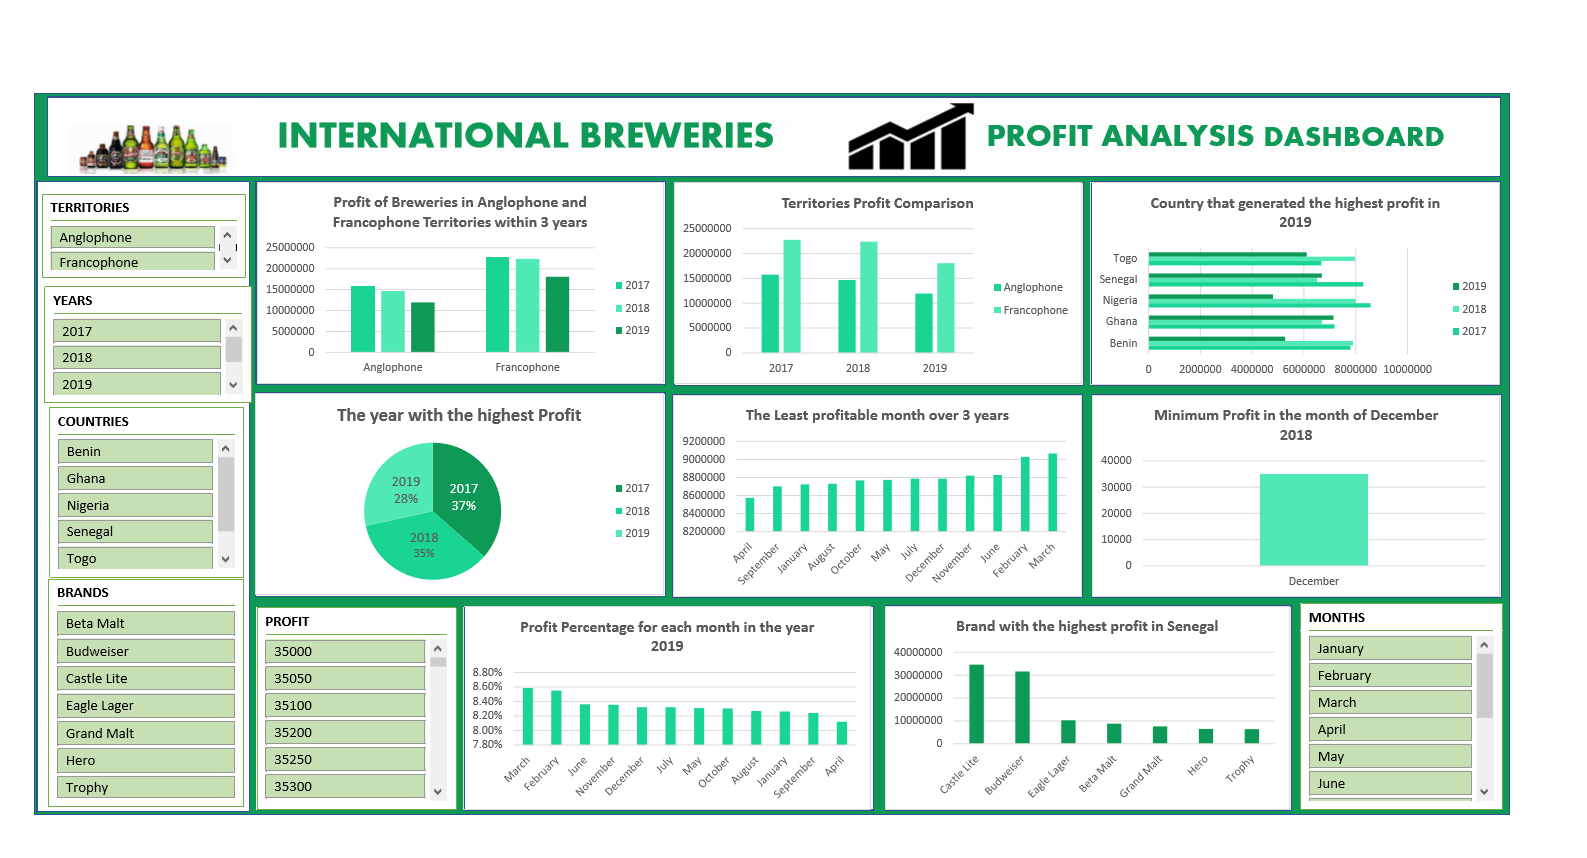 INTERNATIONAL BREWERIES
PROFIT ANALYSIS DASHBOARD
TERRITORIES
Anglophone
Francophone
YEARS
2017
2018
2019
COUNTRIES
Benin
Ghana
Nigeria
Senegal
Togo
BRANDS
Beta Malt
Budweiser
Castle Lite
Eagle Lager
Grand Malt
Hero
Trophy
Profit of Breweries in Anglophone and
Francophone Territories within 3 years
25000000
20000000
15000000
10000000
5000000
0
Anglophone
Francophone
2017
2018
2019
Territories Profit Comparison
25000000
20000000
15000000
10000000
5000000
0
2017
2018
2019
Anglophone
Francophone
Country that generated the highest profit in
2019
Togo
Senegal
Nigeria
Ghana
Benin
0 2000000 4000000 6000000 8000000 10000000
2019
2018
2017
The year with the highest Profit
2019
28%
2017
37%
2018
35%
2017
2018
2019
The Least profitable month over 3 years
9200000
9000000
8800000
8600000
8400000
8200000
April
September
January
August
October
May
July
December
November
June
February
March
Minimum Profit in the month of December
2018
40000
30000
20000
10000
0
December
PROFIT
35000
35050
35100
35200
35250
35300
Profit Percentage for each month in the year
2019
8.80%
8.60%
8.40%
8.20%
8.00%
7.80%
March
February
June
November
December
July
May
October
August
January
September
April
Brand with the highest profit in Senegal
40000000
30000000
20000000
10000000
0
Castle Lite
Budweiser
Eagle Lager
Beta Malt
Grand Malt
Hero
Trophy
MONTHS
January
February
March
April
May
June